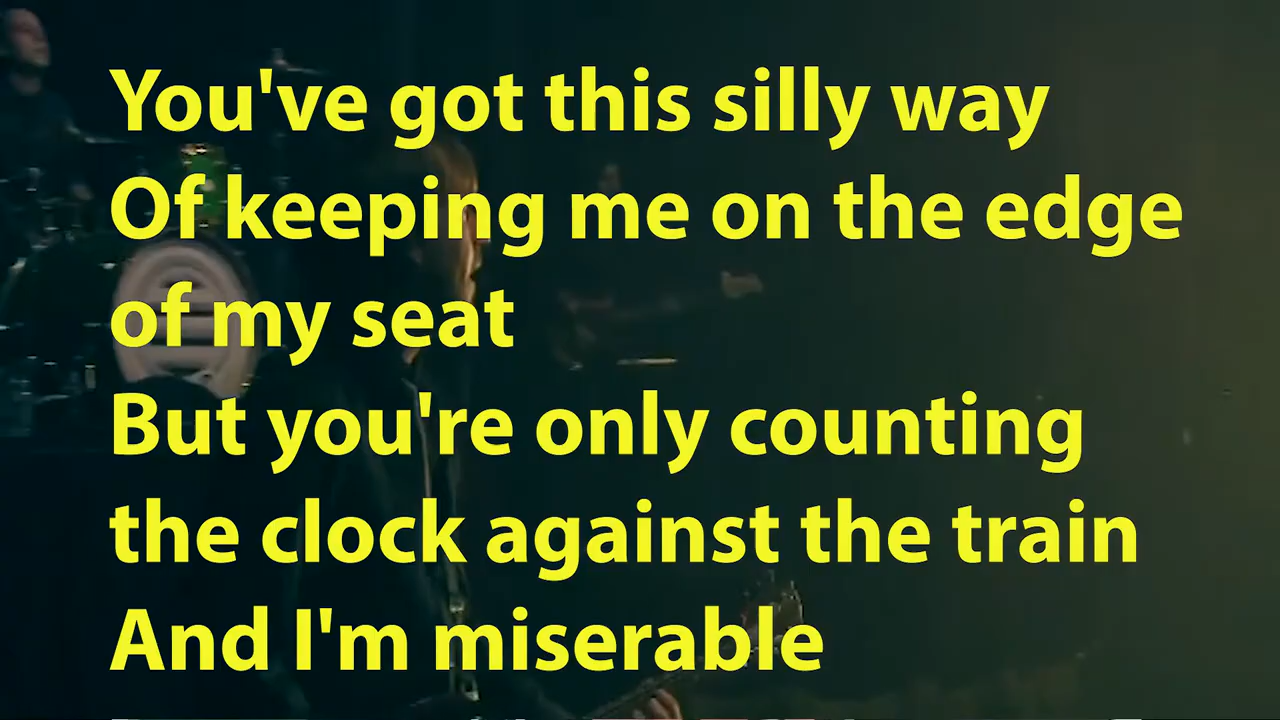 You've got this silly way
Of keeping me on the edge
of my seat
But you're only counting
the clock against the train
And I'm miserable